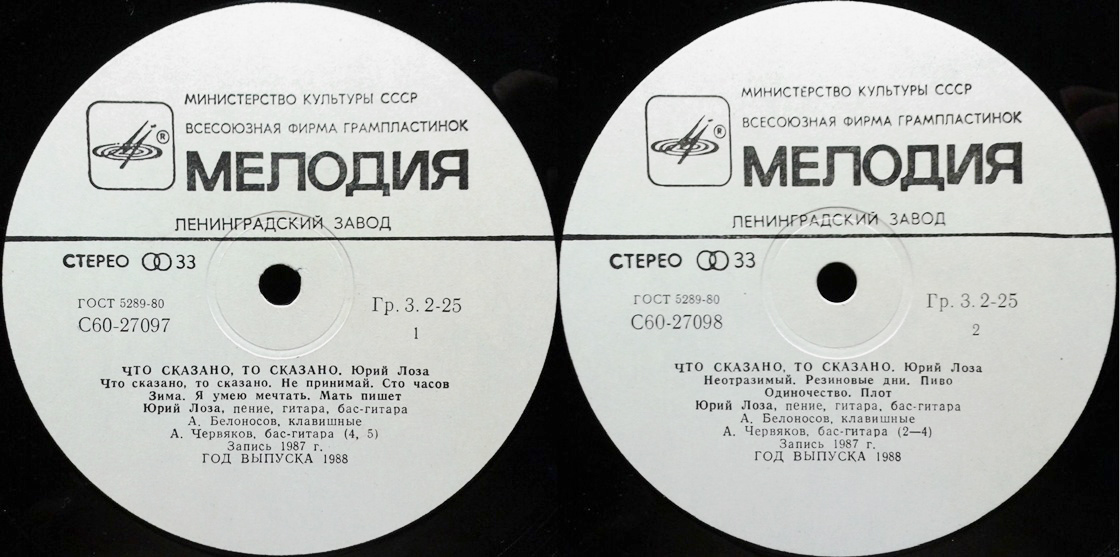 МИНИСТЕРСТВО КУЛЬТУРЫ СССР
ВСЕСОЮЗНАЯ ФИРМА ГРАМПЛАСТИНОК
®
МЕЛОДИЯ
ЛЕНИНГРАДСКИЙ ЗАВОД
СТЕРЕО 33
ГОСТ 5289-80
С60-27097
Гр. 3. 2-25
1
ЧТО СКАЗАНО, ТО СКАЗАНО. Юрий Лоза
Что сказано, то сказано. Не принимай. Сто часов
Зима. Я умею мечтать. Мать пишет
Юрий Лоза, пение, гитара, бас-гитара
А. Белоносов, клавишные
А. Червяков, бас-гитара (4, 5)
Запись 1987 г.
ГОД ВЫПУСКА 1988
МИНИСТЕРСТВО КУЛЬТУРЫ СССР
ВСЕСОЮЗНАЯ ФИРМА ГРАМПЛАСТИНОК
®
МЕЛОДИЯ
ЛЕНИНГРАДСКИЙ ЗАВОД
СТЕРЕО 33
ГОСТ 5289-80
С60-27098
Гр. 3. 2-25
2
ЧТО СКАЗАНО, ТО СКАЗАНО. Юрий Лоза
Неотразимый. Резиновые дни. Пиво
Одиночество. Плот
Юрий Лоза, пение, гитара, бас-гитара
А. Белоносов, клавишные
А. Червяков, бас-гитара (2—4)
Запись 1987 г.
ГОД ВЫПУСКА 1988